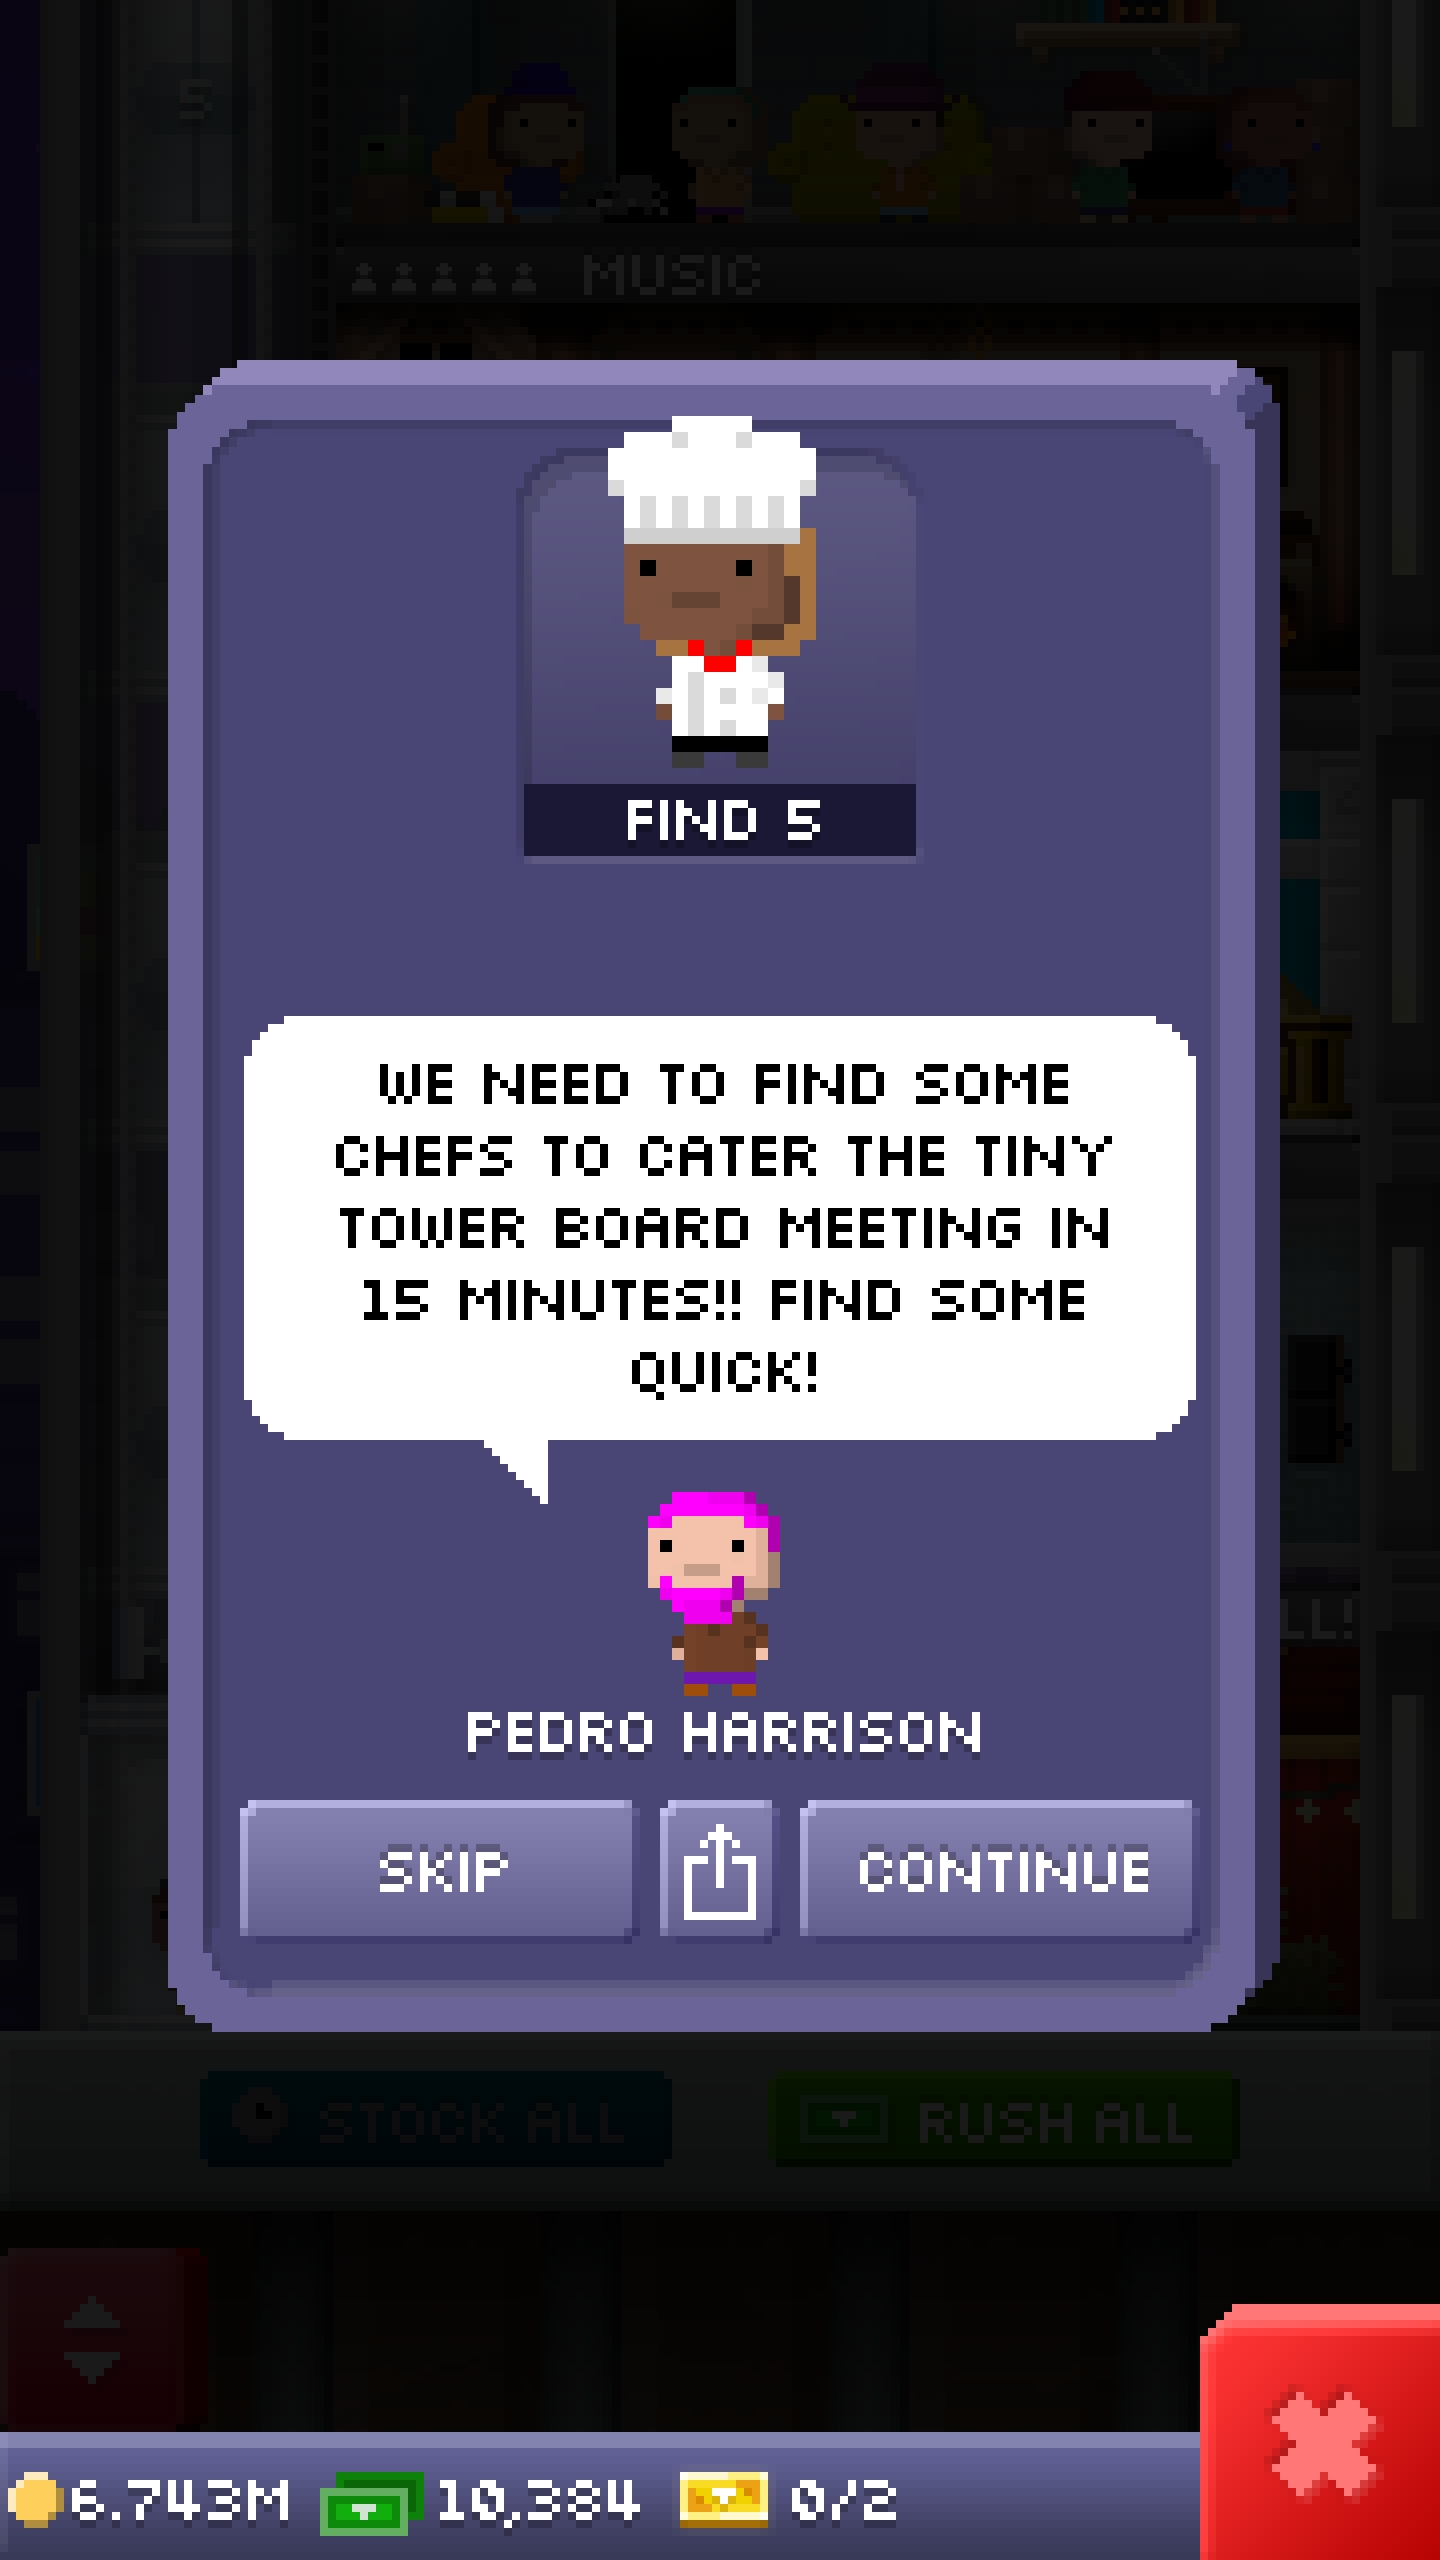 S
MUSIC
FIND 5
WE NEED TO FIND SOME
CHEFS TO CATER THE TINY
TOWER BOARD MEETING IN
15 MINUTES!! FIND SOME
QUICK!
PEDRO HARRISON
SKIP
CONTINUE
STOCK ALL
RUSH ALL
6.743M
10,384
0/2